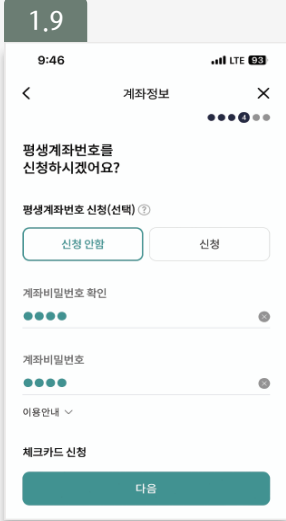 1.9
9:46
LTE 93
계좌정보
4
평생계좌번호를
신청하시겠어요?
평생계좌번호 신청(선택) ?
신청 안함
신청
계좌비밀번호 확인
계좌비밀번호
이용안내
체크카드 신청
다음